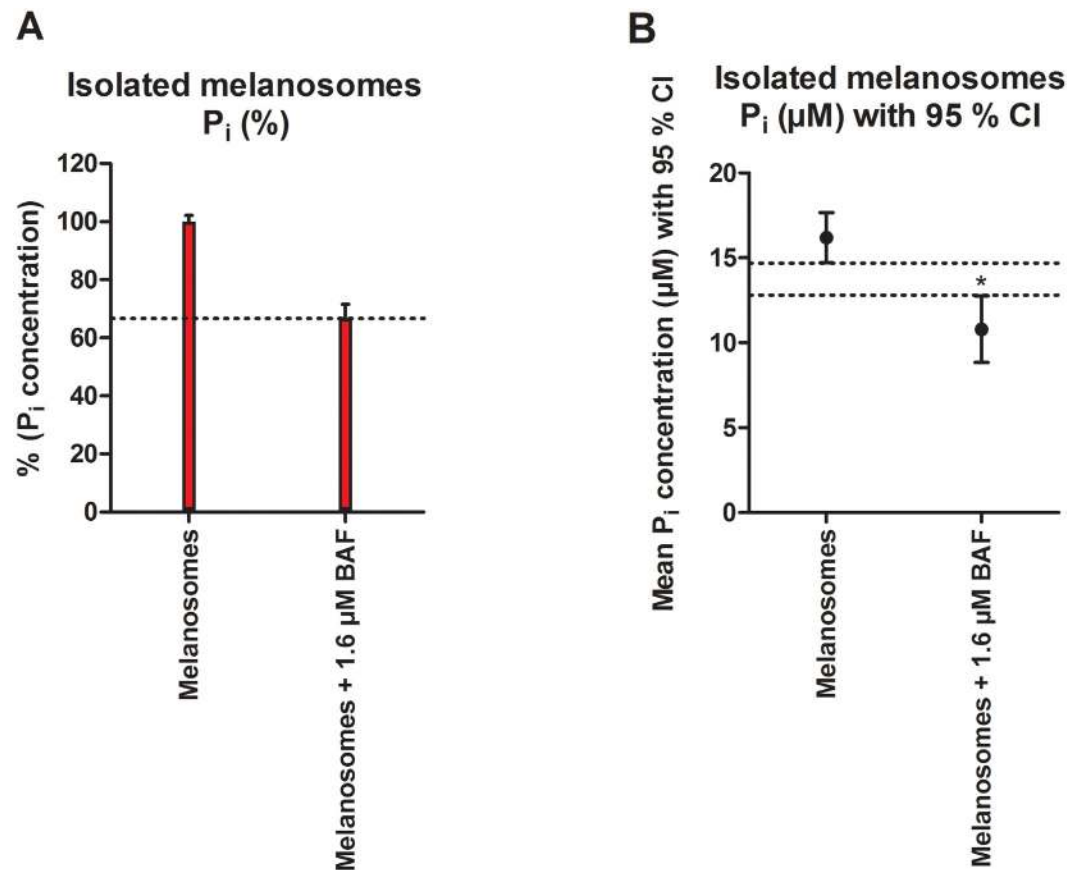 A
Isolated melanosomes
Pi (%)
% (Pi concentration)
120
100
80
60
40
20
0
Melanosomes
Melanosomes + 1.6 µM BAF
B
Isolated melanosomes
Pi (µM) with 95 % CI
Mean Pi concentration (µM) with 95 % CI
20
15
10
5
0
*
Melanosomes
Melanosomes + 1.6 µM BAF